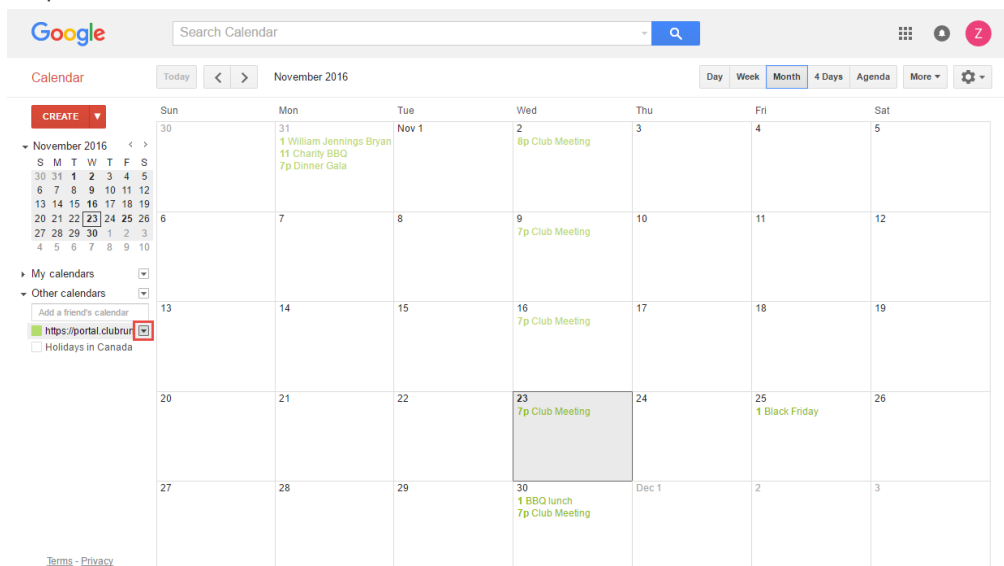 Google
Search Calendar
Z
Calendar
Today
November 2016
Day Week Month 4 Days Agenda More
CREATE
November 2016
S M T W T F S
30 31 1 2 3 4 5
6 7 8 9 10 11 12
13 14 15 16 17 18 19
20 21 22 23 24 25 26
27 28 29 30 1 2 3
4 5 6 7 8 9 10
My calendars
Other calendars
Add a friend's calendar
https://portal.clubrur
Holidays in Canada
Terms - Privacy
Sun Mon Tue Wed Thu Fri Sat
30 31 Nov 1 2 3 4 5
1 William Jennings Bryan 8p Club Meeting
11 Charity BBQ
7p Dinner Gala
6 7 8 9 10 11 12
7p Club Meeting
13 14 15 16 17 18 19
7p Club Meeting
20 21 22 23 24 25 26
7p Club Meeting 1 Black Friday
27 28 29 30 Dec 1 2 3
1 BBQ lunch
7p Club Meeting